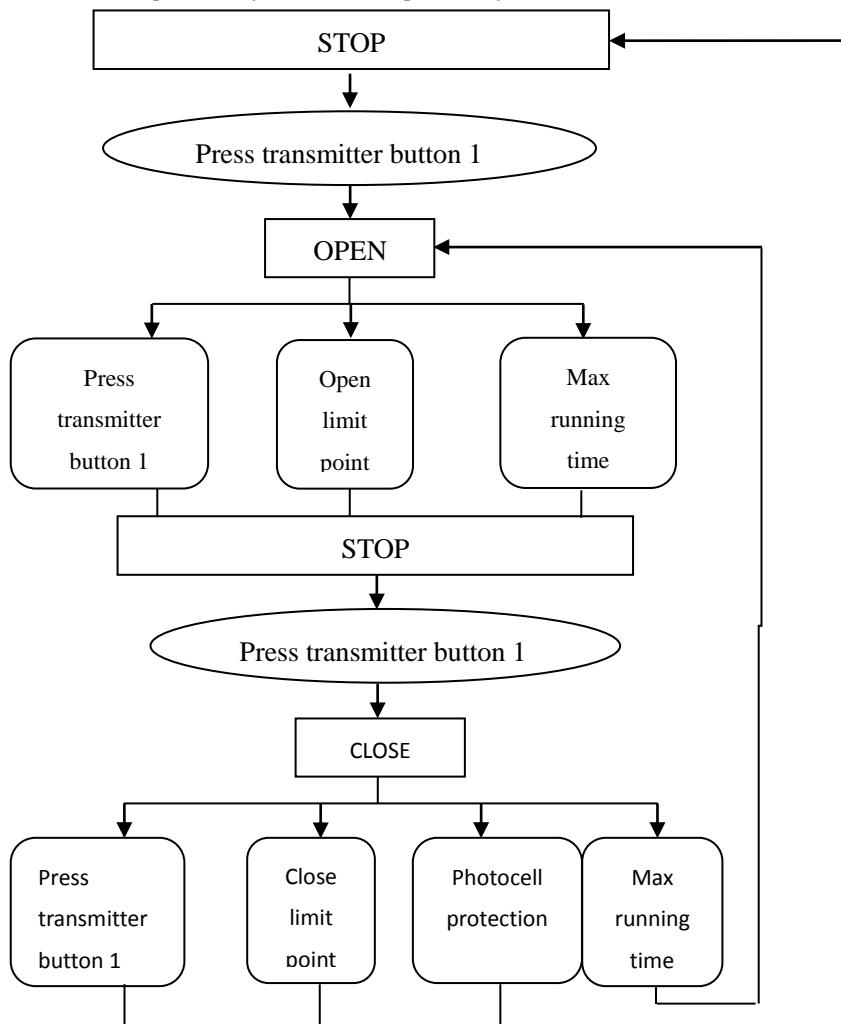 STOP
Press transmitter button 1
OPEN
Press
transmitter
button 1
Open
limit
point
Max
running
time
STOP
Press transmitter button 1
CLOSE
Press
transmitter
button 1
Close
limit
point
Photocell
protection
Max
running
time